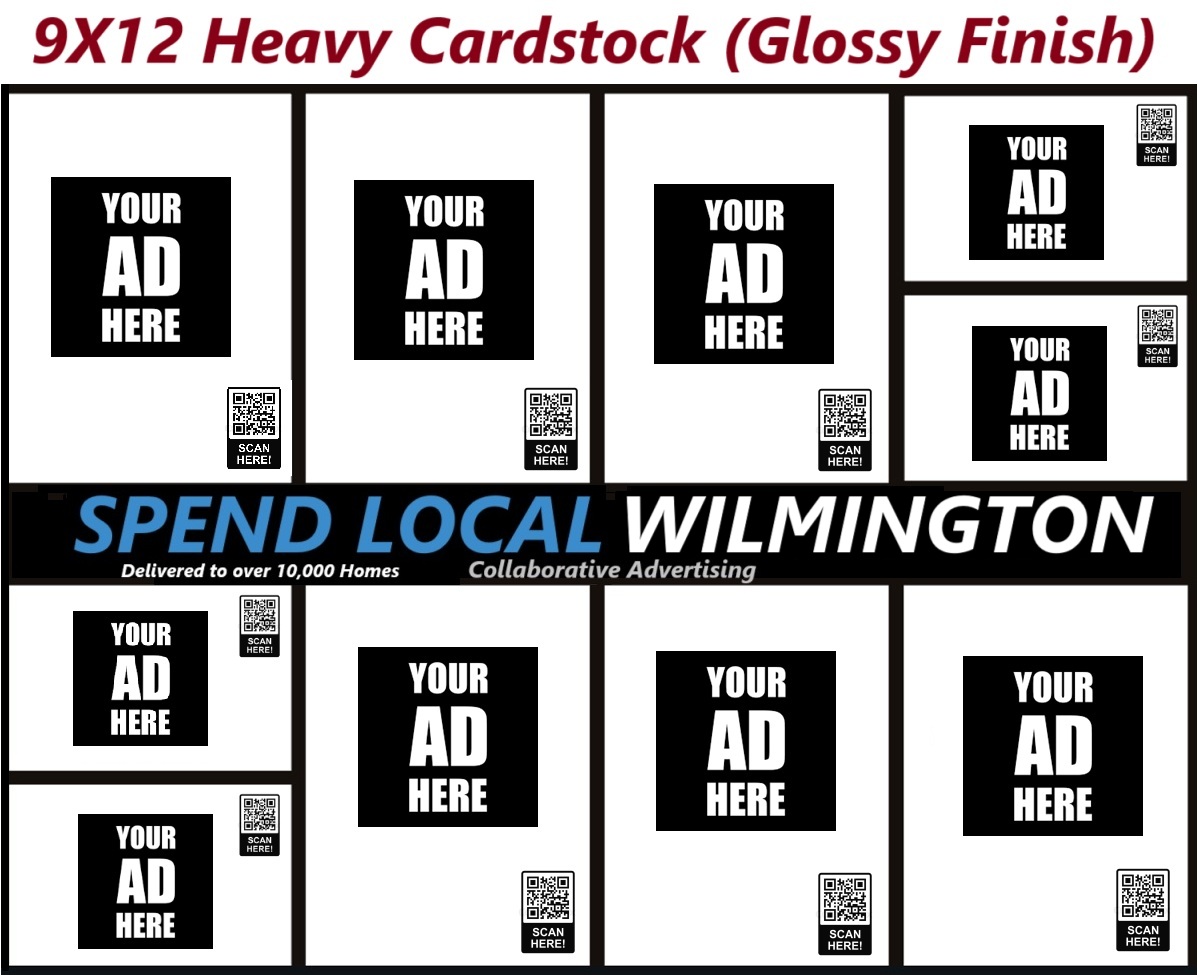 9X12 Heavy Cardstock (Glossy Finish)
YOUR
AD
HERE
SCAN
HERE!
YOUR
AD
HERE
SCAN
HERE!
YOUR
AD
HERE
SCAN
HERE!
YOUR
AD
HERE
SCAN
HERE!
YOUR
AD
HERE
SCAN
HERE!
SPEND LOCAL WILMINGTON
Delivered to over 10,000 Homes Collaborative Advertising
YOUR
AD
HERE
SCAN
HERE!
YOUR
AD
HERE
SCAN
HERE!
YOUR
AD
HERE
SCAN
HERE!
YOUR
AD
HERE
SCAN
HERE!
YOUR
AD
HERE
SCAN
HERE!